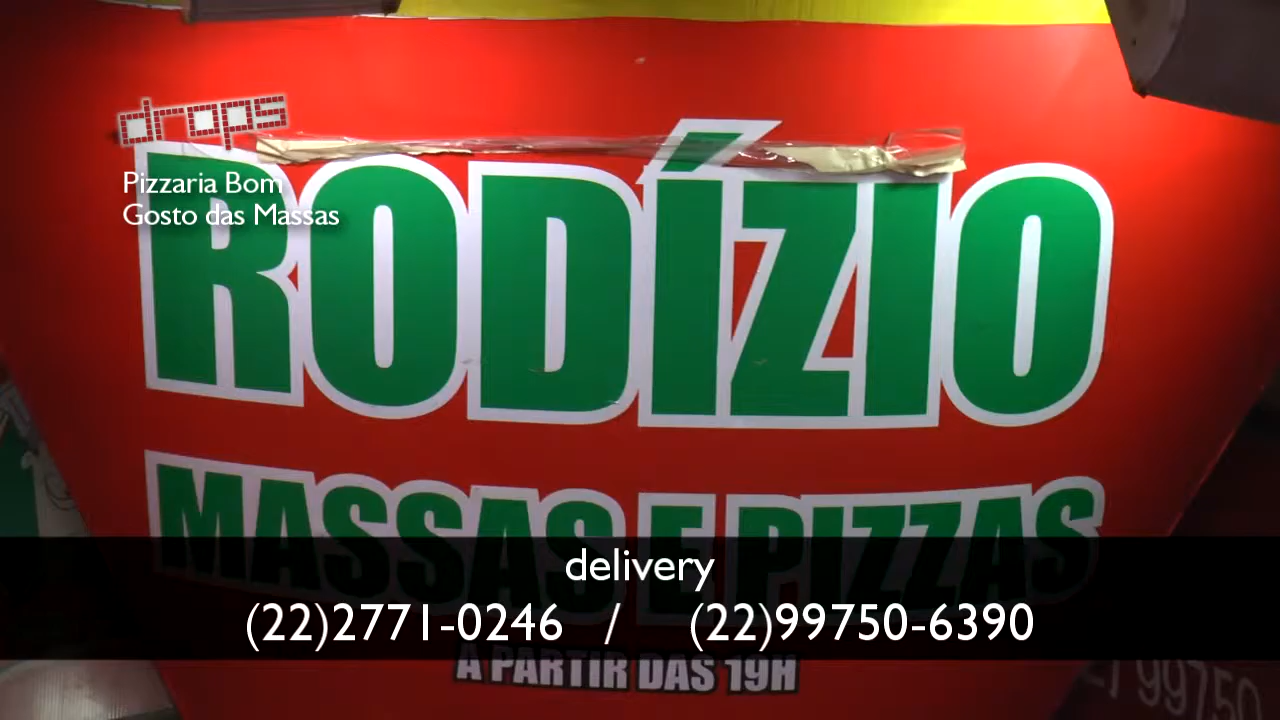 drops
Pizzaria Bom
Gosto das Massas
RODÍZIO
MASSAS E PIZZAS
delivery
(22)2771-0246 / (22)99750-6390
A PARTIR DAS 19H
99750